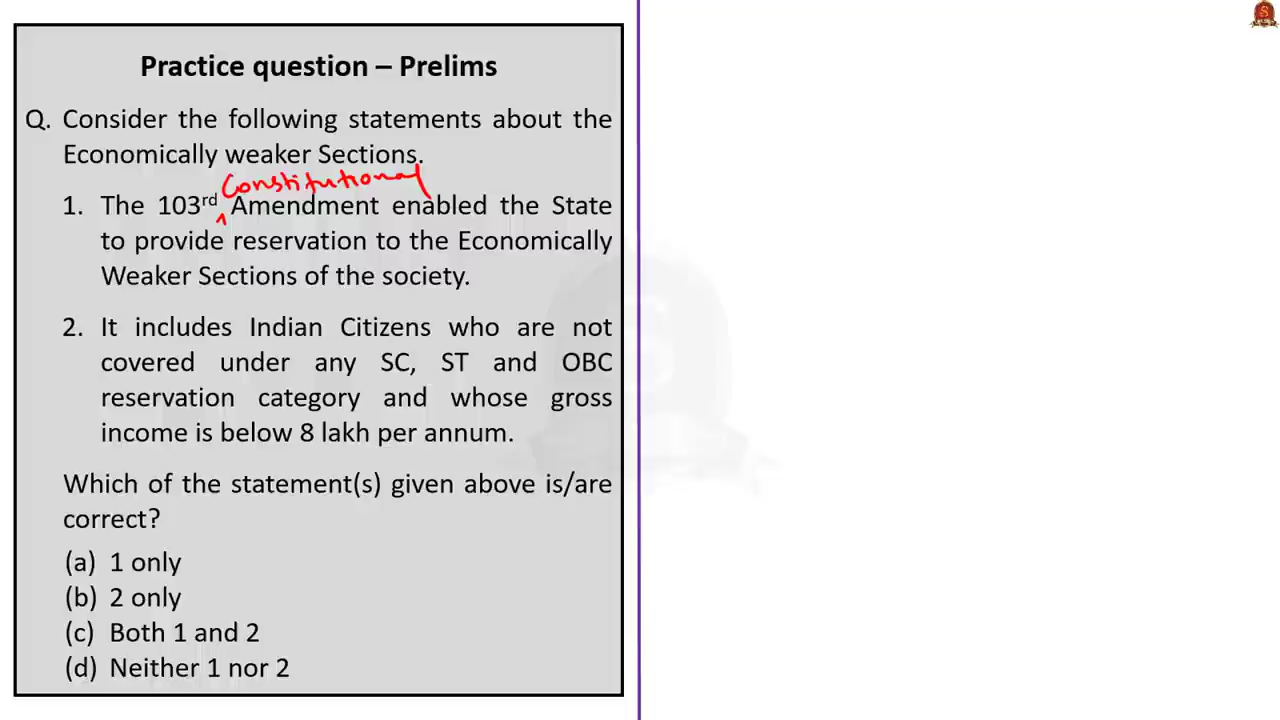 Practice question – Prelims
Q. Consider the following statements about the
Economically weaker Sections.
Constitutional
1. The 103rd ^ Amendment enabled the State
to provide reservation to the Economically
Weaker Sections of the society.
2. It includes Indian Citizens who are not
covered under any SC, ST and OBC
reservation category and whose gross
income is below 8 lakh per annum.
Which of the statement(s) given above is/are
correct?
(a) 1 only
(b) 2 only
(c) Both 1 and 2
(d) Neither 1 nor 2
S